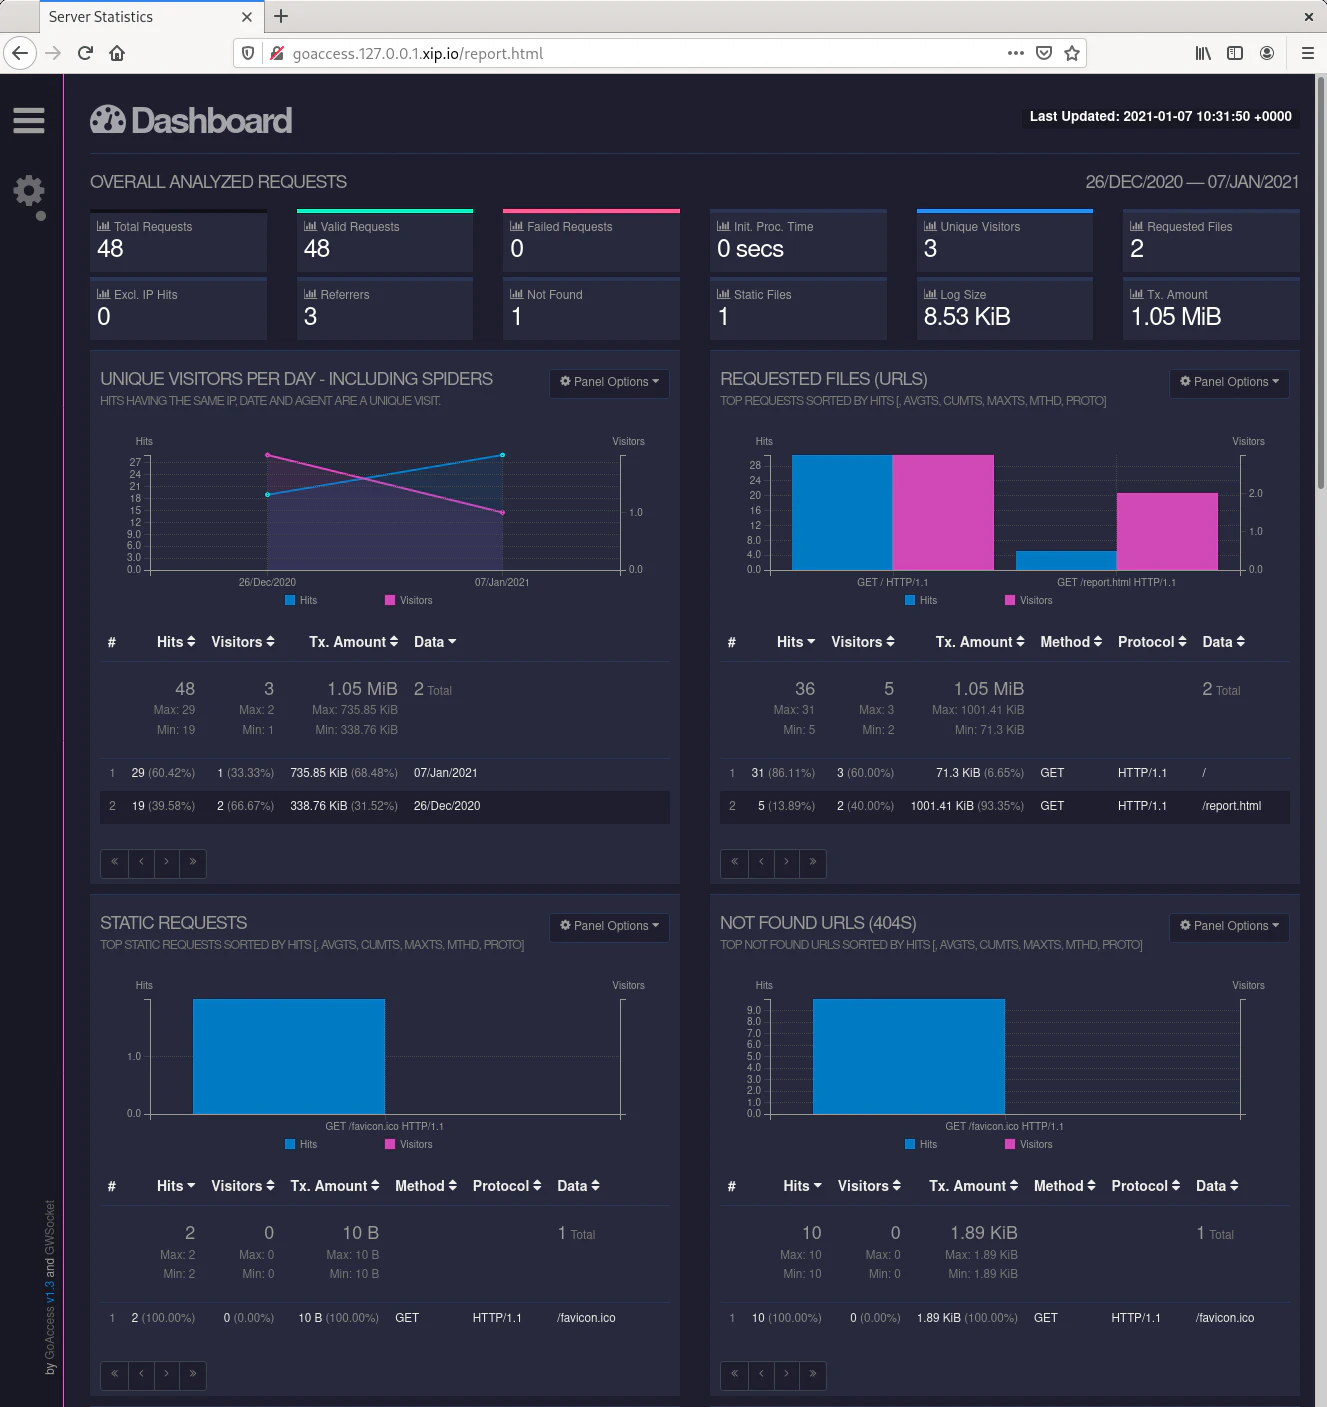 Server Statistics
goaccess.127.0.0.1.xip.io/report.html
Dashboard
Last Updated: 2021-01-07 10:31:50 +0000
OVERALL ANALYZED REQUESTS
26/DEC/2020 — 07/JAN/2021
Total Requests
48
Valid Requests
48
Failed Requests
0
Init. Proc. Time
0 secs
Unique Visitors
3
Requested Files
2
Excl. IP Hits
0
Referrers
3
Not Found
1
Static Files
1
Log Size
8.53 KiB
Tx. Amount
1.05 MiB
UNIQUE VISITORS PER DAY - INCLUDING SPIDERS
Panel Options
HITS HAVING THE SAME IP, DATE AND AGENT ARE A UNIQUE VISIT.
Hits Visitors
27
24
21
18
15
12
9.0
6.0
3.0
0.0
1.0
0.0
26/Dec/2020 07/Jan/2021
Hits Visitors
# Hits Visitors Tx. Amount Data
48 3 1.05 MiB 2 Total
Max: 29 Max: 2 Max: 735.85 KiB
Min: 19 Min: 1 Min: 338.76 KiB
1 29 (60.42%) 1 (33.33%) 735.85 KiB (68.48%) 07/Jan/2021
2 19 (39.58%) 2 (66.67%) 338.76 KiB (31.52%) 26/Dec/2020
« ‹ › »
REQUESTED FILES (URLS)
Panel Options
TOP REQUESTS SORTED BY HITS [, AVGTS, CUMTS, MAXTS, MTHD, PROTO]
Hits Visitors
28
24
20
16
12
8.0
4.0
0.0
2.0
1.0
0.0
GET / HTTP/1.1 GET /report.html HTTP/1.1
Hits Visitors
# Hits Visitors Tx. Amount Method Protocol Data
36 5 1.05 MiB 2 Total
Max: 31 Max: 3 Max: 1001.41 KiB
Min: 5 Min: 2 Min: 71.3 KiB
1 31 (86.11%) 3 (60.00%) 71.3 KiB (6.65%) GET HTTP/1.1 /
2 5 (13.89%) 2 (40.00%) 1001.41 KiB (93.35%) GET HTTP/1.1 /report.html
« ‹ › »
STATIC REQUESTS
Panel Options
TOP STATIC REQUESTS SORTED BY HITS [, AVGTS, CUMTS, MAXTS, MTHD, PROTO]
Hits Visitors
1.0
0.0
GET /favicon.ico HTTP/1.1
Hits Visitors
# Hits Visitors Tx. Amount Method Protocol Data
2 0 10 B 1 Total
Max: 2 Max: 0 Max: 10 B
Min: 2 Min: 0 Min: 10 B
1 2 (100.00%) 0 (0.00%) 10 B (100.00%) GET HTTP/1.1 /favicon.ico
« ‹ › »
NOT FOUND URLS (404S)
Panel Options
TOP NOT FOUND URLS SORTED BY HITS [, AVGTS, CUMTS, MAXTS, MTHD, PROTO]
Hits Visitors
9.0
8.0
7.0
6.0
5.0
4.0
3.0
2.0
1.0
0.0
GET /favicon.ico HTTP/1.1
Hits Visitors
# Hits Visitors Tx. Amount Method Protocol Data
10 0 1.89 KiB 1 Total
Max: 10 Max: 0 Max: 1.89 KiB
Min: 10 Min: 0 Min: 1.89 KiB
1 10 (100.00%) 0 (0.00%) 1.89 KiB (100.00%) GET HTTP/1.1 /favicon.ico
« ‹ › »
by GoAccess v1.3 and GWSocket